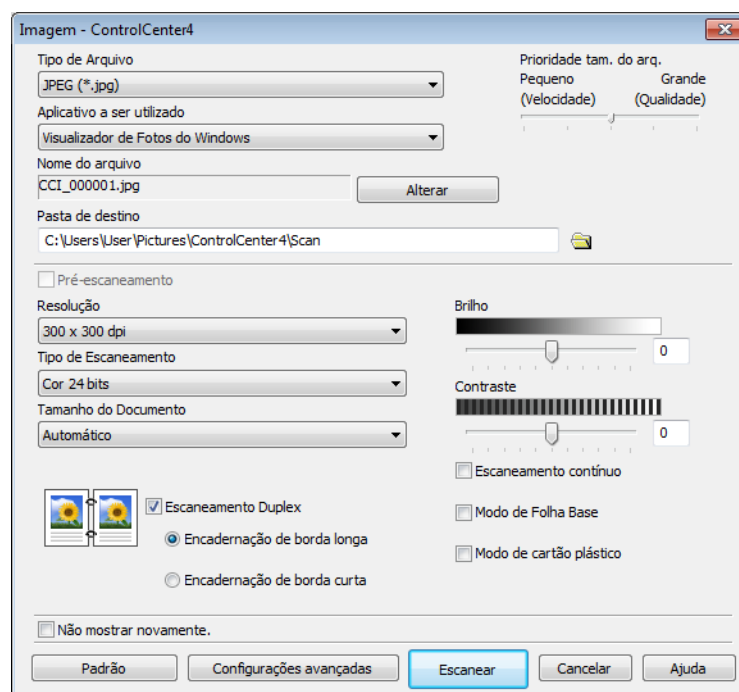 Imagem - ControlCenter4
Tipo de Arquivo
JPEG (*.jpg)
Aplicativo a ser utilizado
Visualizador de Fotos do Windows
Nome do arquivo
CCI_000001.jpg
Alterar
Pasta de destino
C:\Users\User\Pictures\ControlCenter4\Scan
Prioridade tam. do arq.
Pequeno Grande
(Velocidade) (Qualidade)
Pré-escaneamento
Resolução
300 x 300 dpi
Tipo de Escaneamento
Cor 24 bits
Tamanho do Documento
Automático
Brilho
0
Contraste
0
Escaneamento Duplex
Encadernação de borda longa
Encadernação de borda curta
Escaneamento contínuo
Modo de Folha Base
Modo de cartão plástico
Não mostrar novamente.
Padrão Configurações avançadas Escanear Cancelar Ajuda